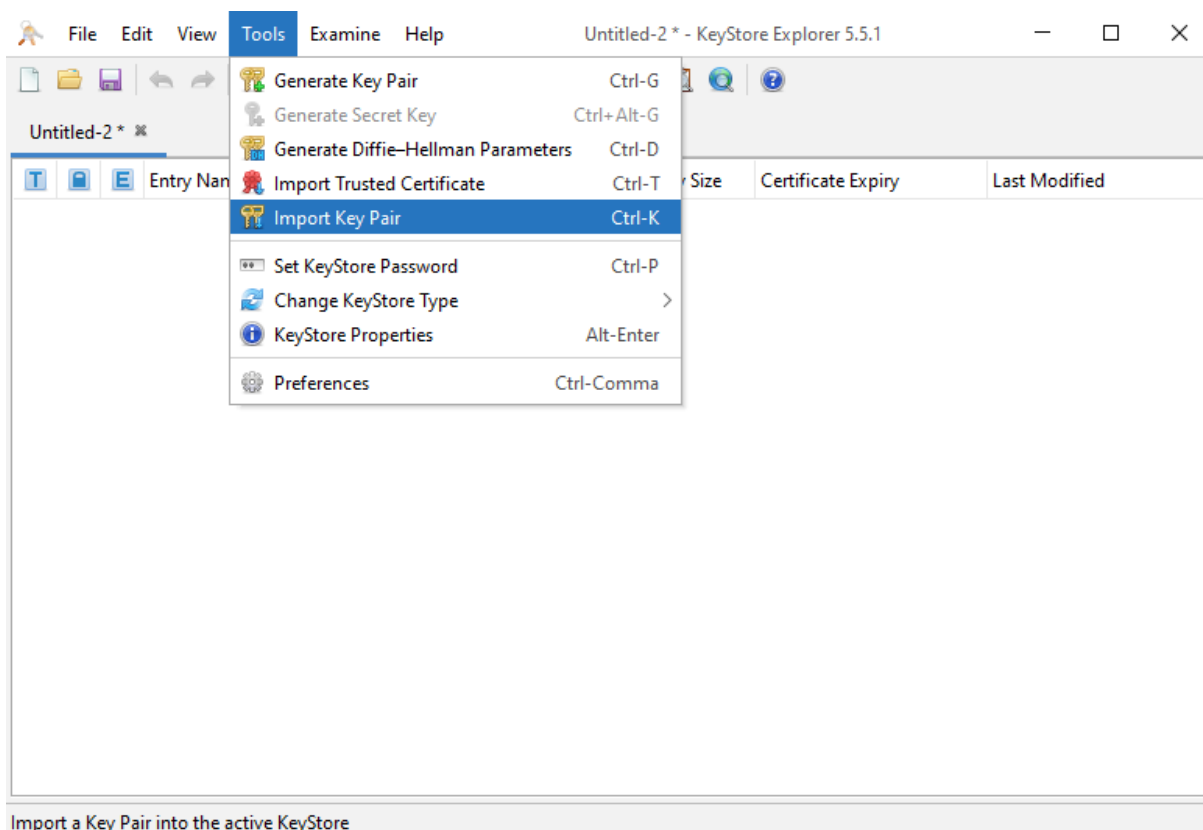 File Edit View Tools Examine Help Untitled-2 * - KeyStore Explorer 5.5.1
Untitled-2 *
Generate Key Pair Ctrl-G
Generate Secret Key Ctrl+Alt-G
Generate Diffie–Hellman Parameters Ctrl-D
T E Entry Nan Size Certificate Expiry Last Modified
Import Trusted Certificate Ctrl-T
Import Key Pair Ctrl-K
Set KeyStore Password Ctrl-P
Change KeyStore Type
KeyStore Properties Alt-Enter
Preferences Ctrl-Comma
Import a Key Pair into the active KeyStore